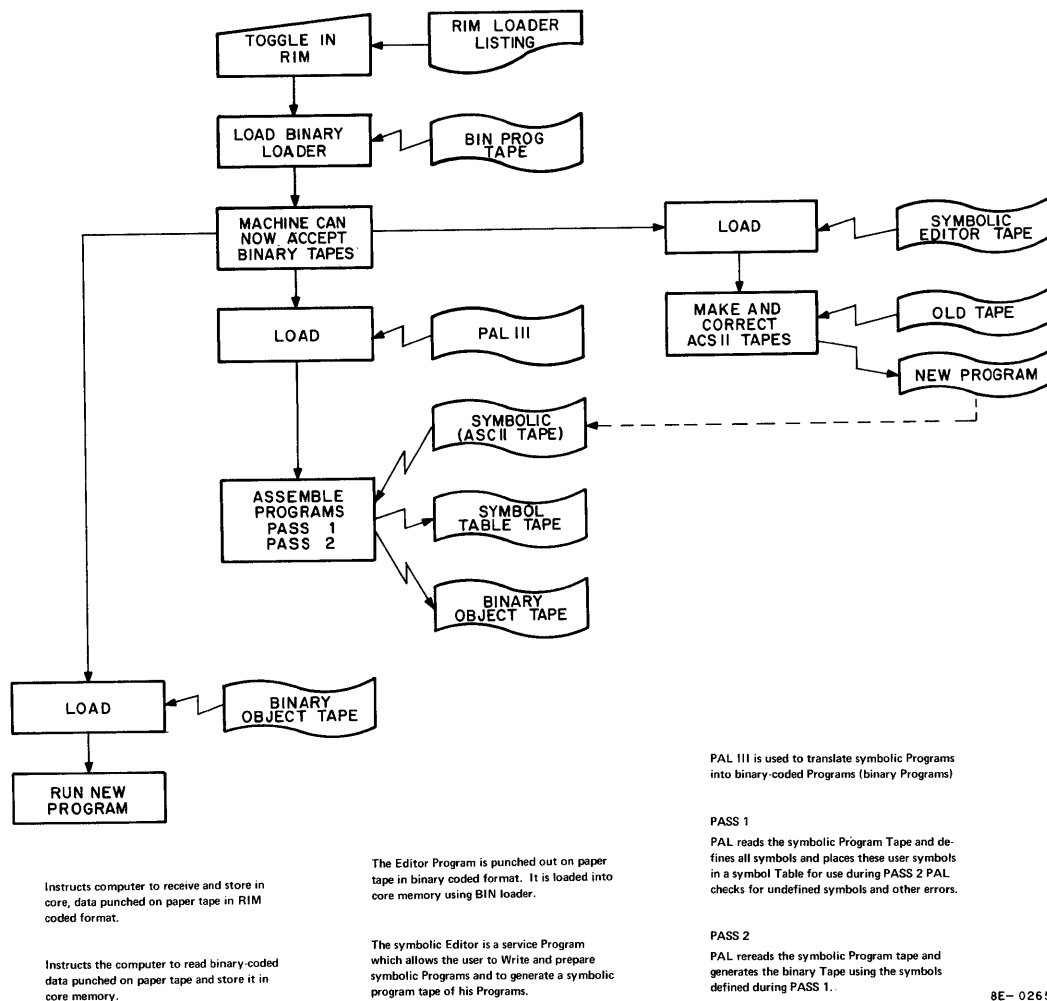 TOGGLE IN
RIM
RIM LOADER
LISTING
LOAD BINARY
LOADER
BIN PROG
TAPE
MACHINE CAN
NOW ACCEPT
BINARY TAPES
LOAD
SYMBOLIC
EDITOR TAPE
LOAD
PAL III
MAKE AND
CORRECT
ACSII TAPES
OLD TAPE
NEW PROGRAM
SYMBOLIC
(ASCII TAPE)
ASSEMBLE
PROGRAMS
PASS 1
PASS 2
SYMBOL
TABLE TAPE
BINARY
OBJECT TAPE
LOAD
BINARY
OBJECT TAPE
RUN NEW
PROGRAM
Instructs computer to receive and store in
core, data punched on paper tape in RIM
coded format.
Instructs the computer to read binary-coded
data punched on paper tape and store it in
core memory.
The Editor Program is punched out on paper
tape in binary coded format. It is loaded into
core memory using BIN loader.
The symbolic Editor is a service Program
which allows the user to Write and prepare
symbolic Programs and to generate a symbolic
program tape of his Programs.
PAL III is used to translate symbolic Programs
into binary-coded Programs (binary Programs)
PASS 1
PAL reads the symbolic Program Tape and de-
fines all symbols and places these user symbols
in a symbol Table for use during PASS 2 PAL
checks for undefined symbols and other errors.
PASS 2
PAL rereads the symbolic Program tape and
generates the binary Tape using the symbols
defined during PASS 1.
8E-0265